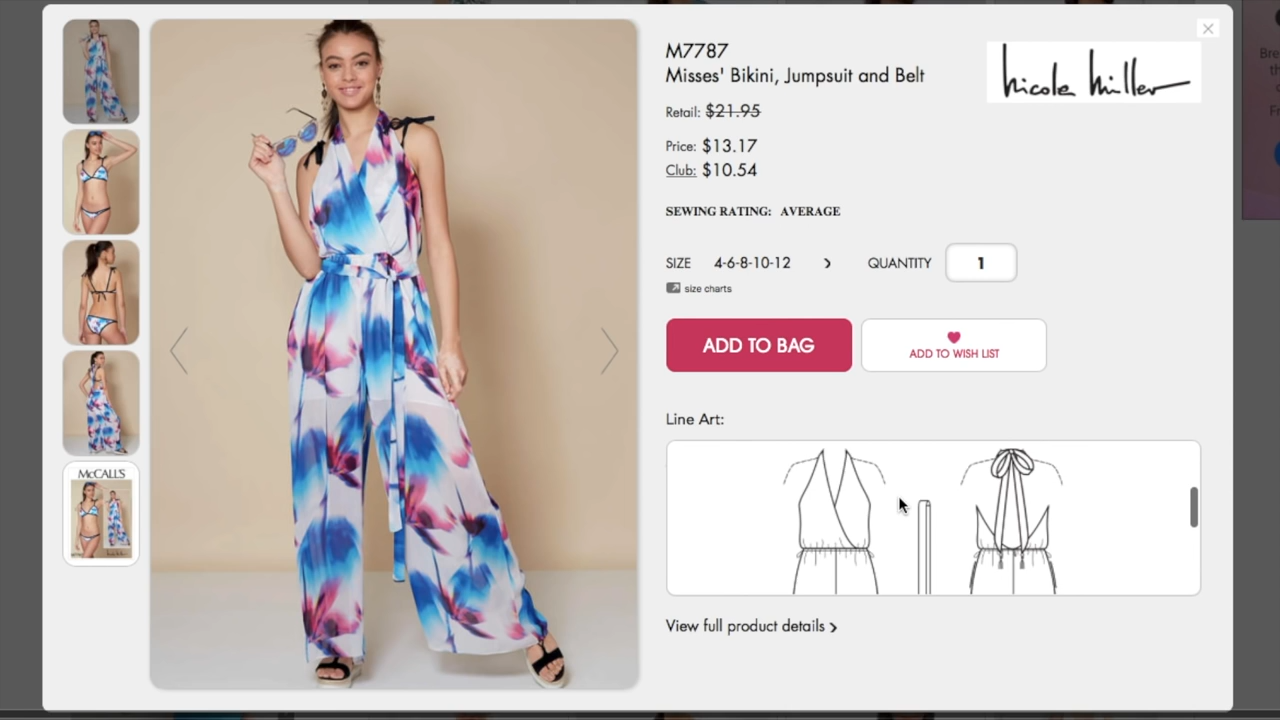 M7787
Misses' Bikini, Jumpsuit and Belt
nicole miller
Retail: $21.95
Price: $13.17
Club: $10.54
SEWING RATING: AVERAGE
SIZE 4-6-8-10-12 › QUANTITY 1
size charts
ADD TO BAG
ADD TO WISH LIST
Line Art:
View full product details ›
McCALL'S
Bre
th